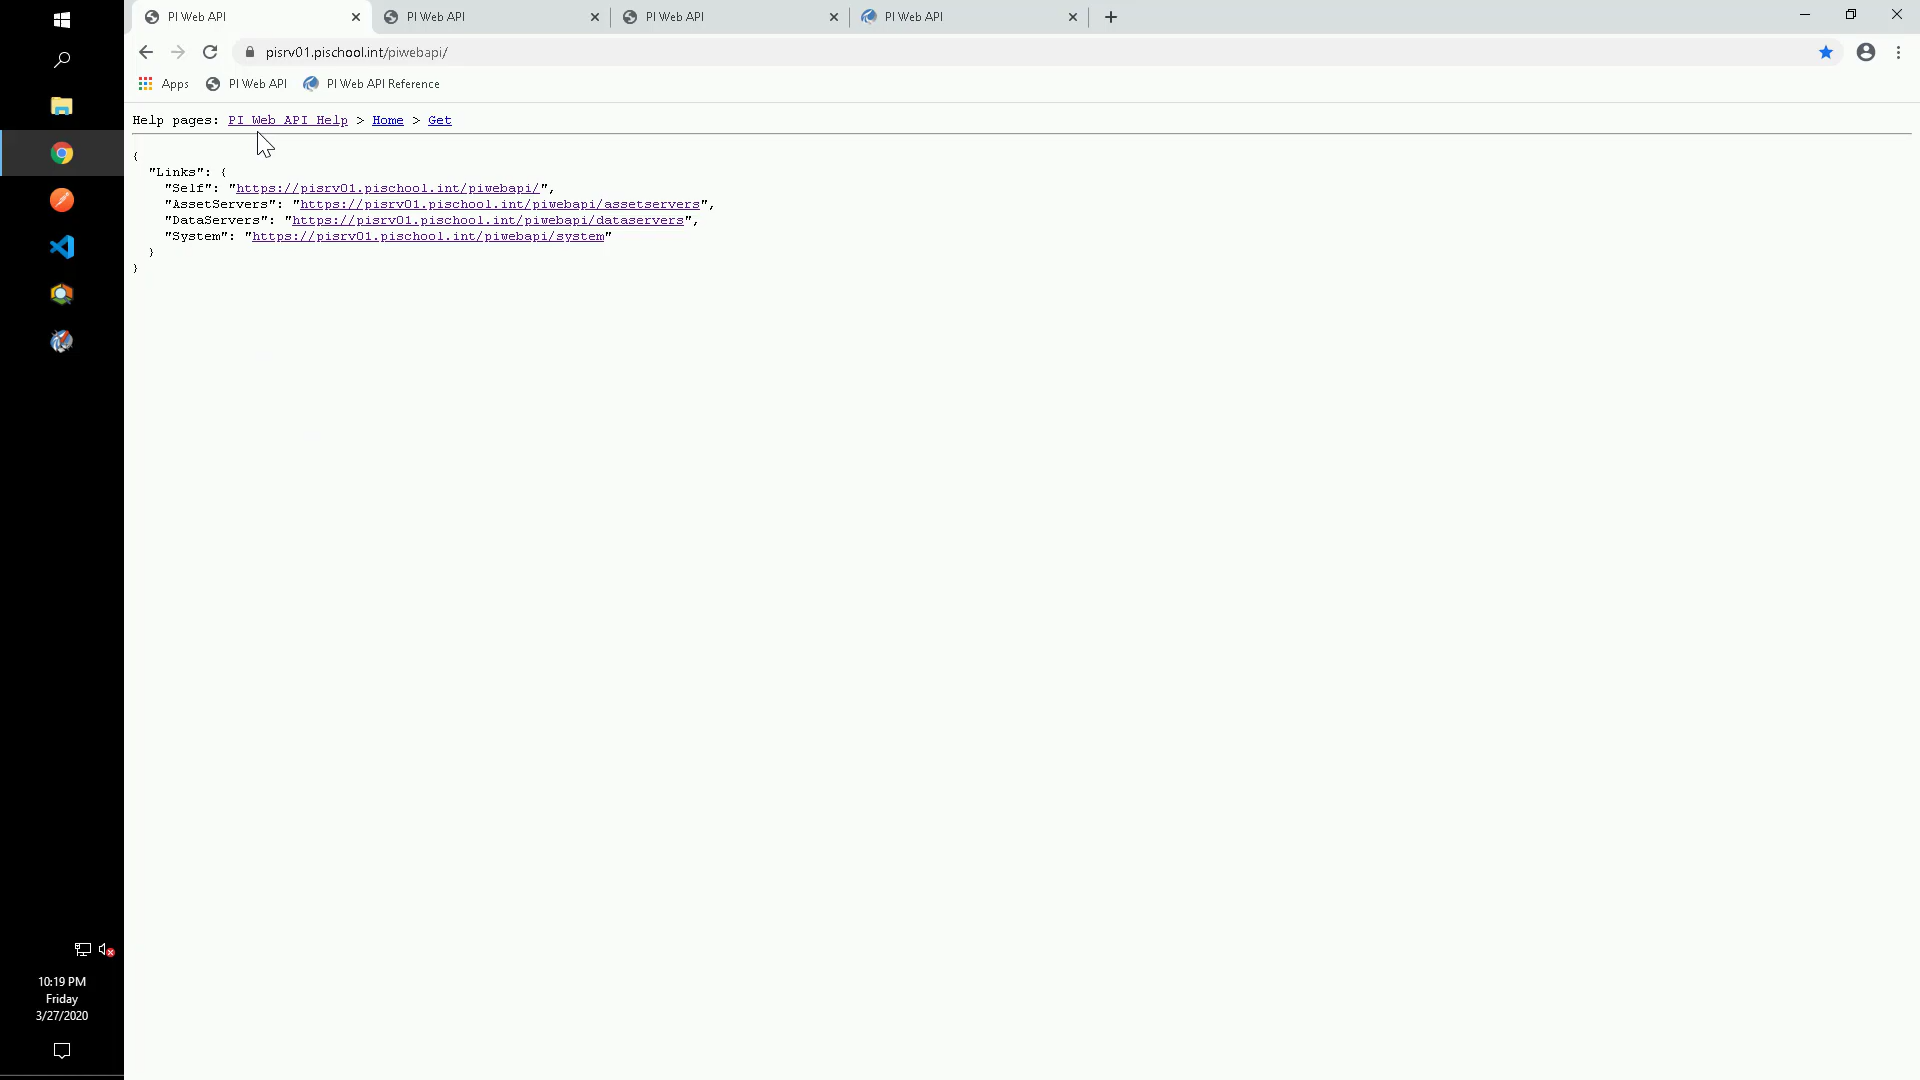 PI Web API
PI Web API
PI Web API
PI Web API
pisrv01.pischool.int/piwebapi/
Apps
PI Web API
PI Web API Reference
Help pages: PI Web API Help > Home > Get
{
"Links": {
"Self": "https://pisrv01.pischool.int/piwebapi/",
"AssetServers": "https://pisrv01.pischool.int/piwebapi/assetservers",
"DataServers": "https://pisrv01.pischool.int/piwebapi/dataservers",
"System": "https://pisrv01.pischool.int/piwebapi/system"
}
}
10:19 PM
Friday
3/27/2020